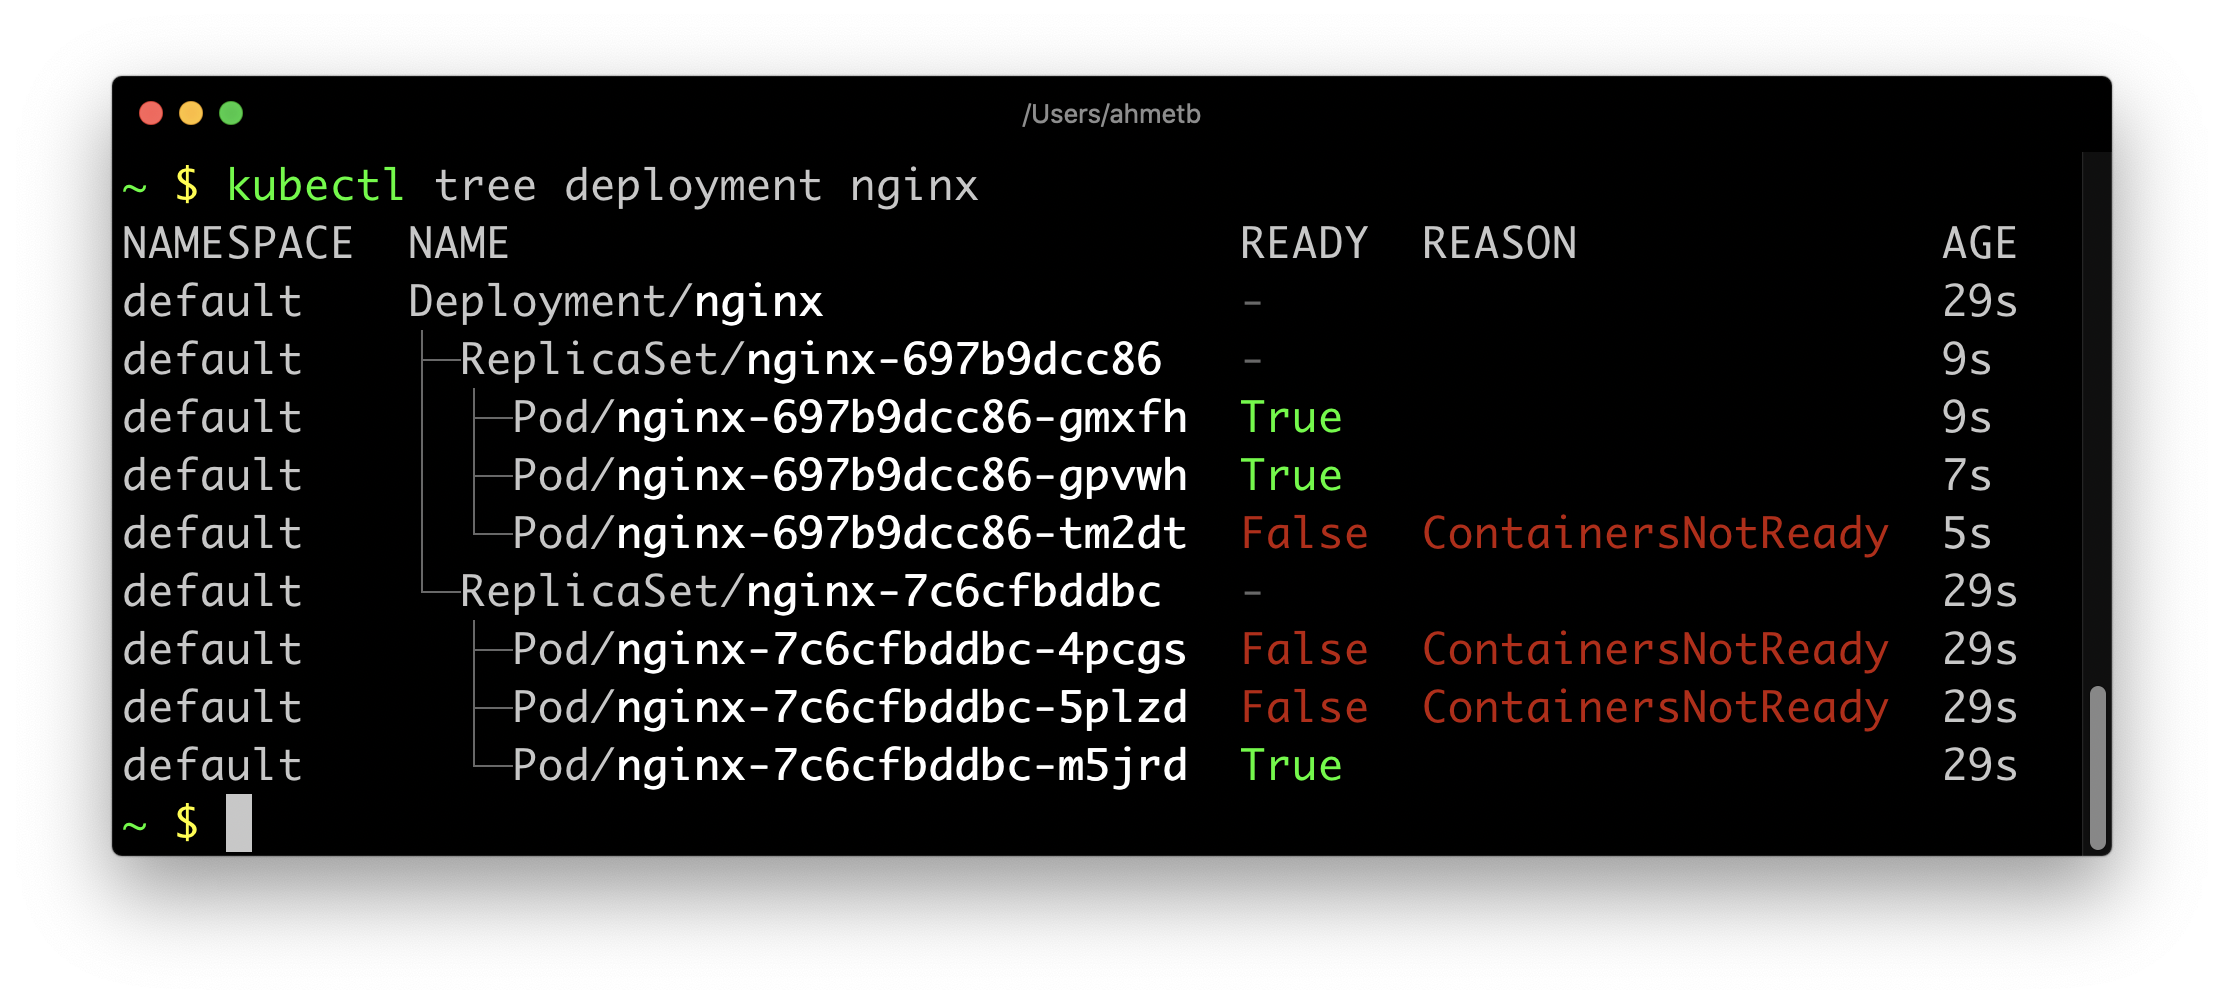 /Users/ahmetb
~ $ kubectl tree deployment nginx
NAMESPACE  NAME                            READY  REASON              AGE
default    Deployment/nginx                -                          29s
default    ├─ReplicaSet/nginx-697b9dcc86   -                          9s
default    │ ├─Pod/nginx-697b9dcc86-gmxfh  True                       9s
default    │ ├─Pod/nginx-697b9dcc86-gpvwh  True                       7s
default    │ └─Pod/nginx-697b9dcc86-tm2dt  False  ContainersNotReady  5s
default    └─ReplicaSet/nginx-7c6cfbddbc   -                          29s
default      ├─Pod/nginx-7c6cfbddbc-4pcgs  False  ContainersNotReady  29s
default      ├─Pod/nginx-7c6cfbddbc-5plzd  False  ContainersNotReady  29s
default      └─Pod/nginx-7c6cfbddbc-m5jrd  True                       29s
~ $